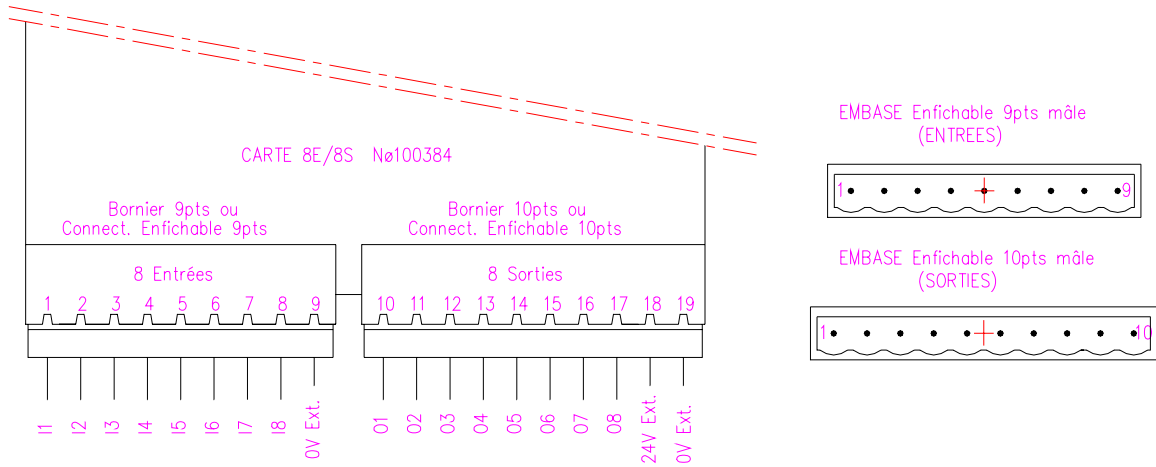 CARTE 8E/8S Nø100384
Bornier 9pts ou
Connect. Enfichable 9pts
8 Entrées
1 2 3 4 5 6 7 8 9
I1 I2 I3 I4 I5 I6 I7 I8 0V Ext.
Bornier 10pts ou
Connect. Enfichable 10pts
8 Sorties
10 11 12 13 14 15 16 17 18 19
O1 O2 O3 O4 O5 O6 O7 O8 24V Ext. 0V Ext.
EMBASE Enfichable 9pts mâle
(ENTREES)
1 9
EMBASE Enfichable 10pts mâle
(SORTIES)
1 10